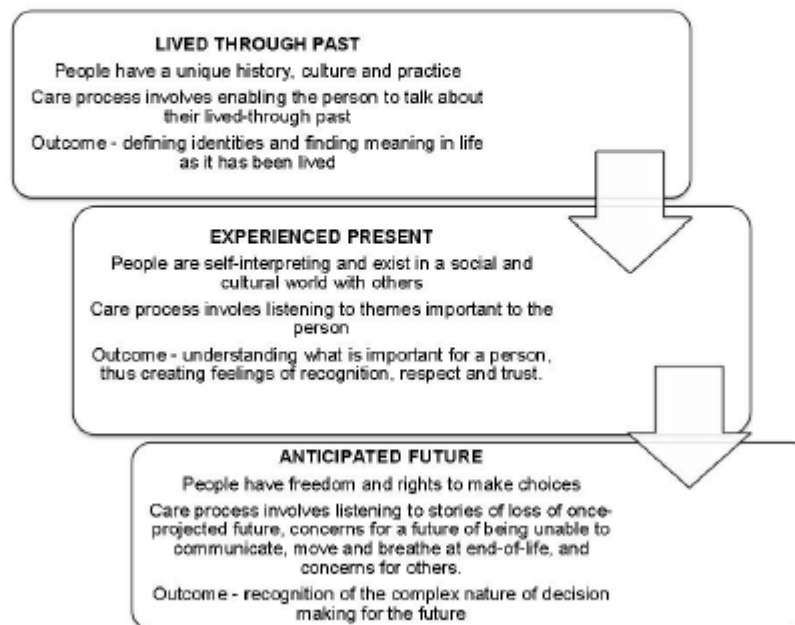 LIVED THROUGH PAST
People have a unique history, culture and practice
Care process involves enabling the person to talk about
their lived-through past
Outcome - defining identities and finding meaning in life
as it has been lived
EXPERIENCED PRESENT
People are self-interpreting and exist in a social and
cultural world with others
Care process involes listening to themes important to the
person
Outcome - understanding what is important for a person,
thus creating feelings of recognition, respect and trust.
ANTICIPATED FUTURE
People have freedom and rights to make choices
Care process involves listening to stories of loss of once-
projected future, concerns for a future of being unable to
communicate, move and breathe at end-of-life, and
concerns for others.
Outcome - recognition of the complex nature of decision
making for the future